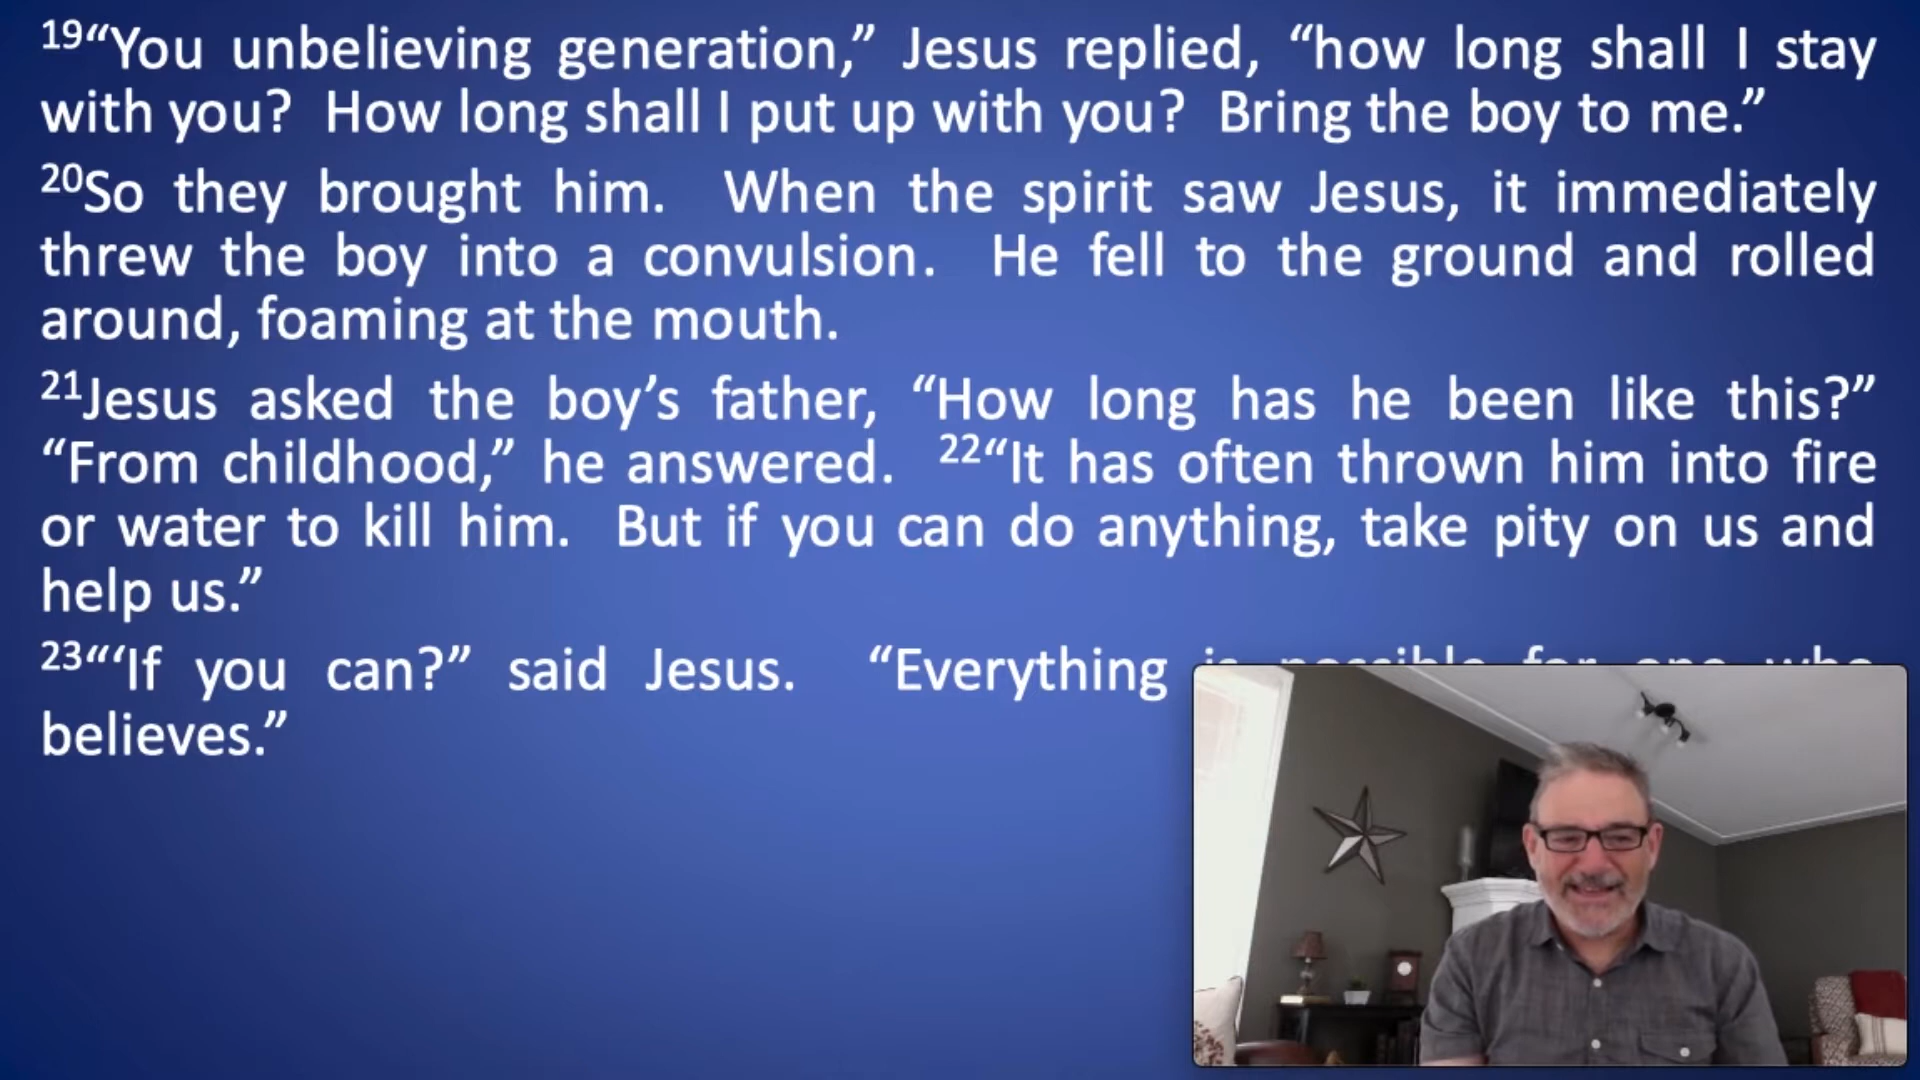 19“You unbelieving generation,” Jesus replied, “how long shall I stay
with you? How long shall I put up with you? Bring the boy to me.”
20So they brought him. When the spirit saw Jesus, it immediately
threw the boy into a convulsion. He fell to the ground and rolled
around, foaming at the mouth.
21Jesus asked the boy’s father, “How long has he been like this?”
“From childhood,” he answered. 22“It has often thrown him into fire
or water to kill him. But if you can do anything, take pity on us and
help us.”
23“‘If you can?” said Jesus. “Everything is possible for one who
believes.”